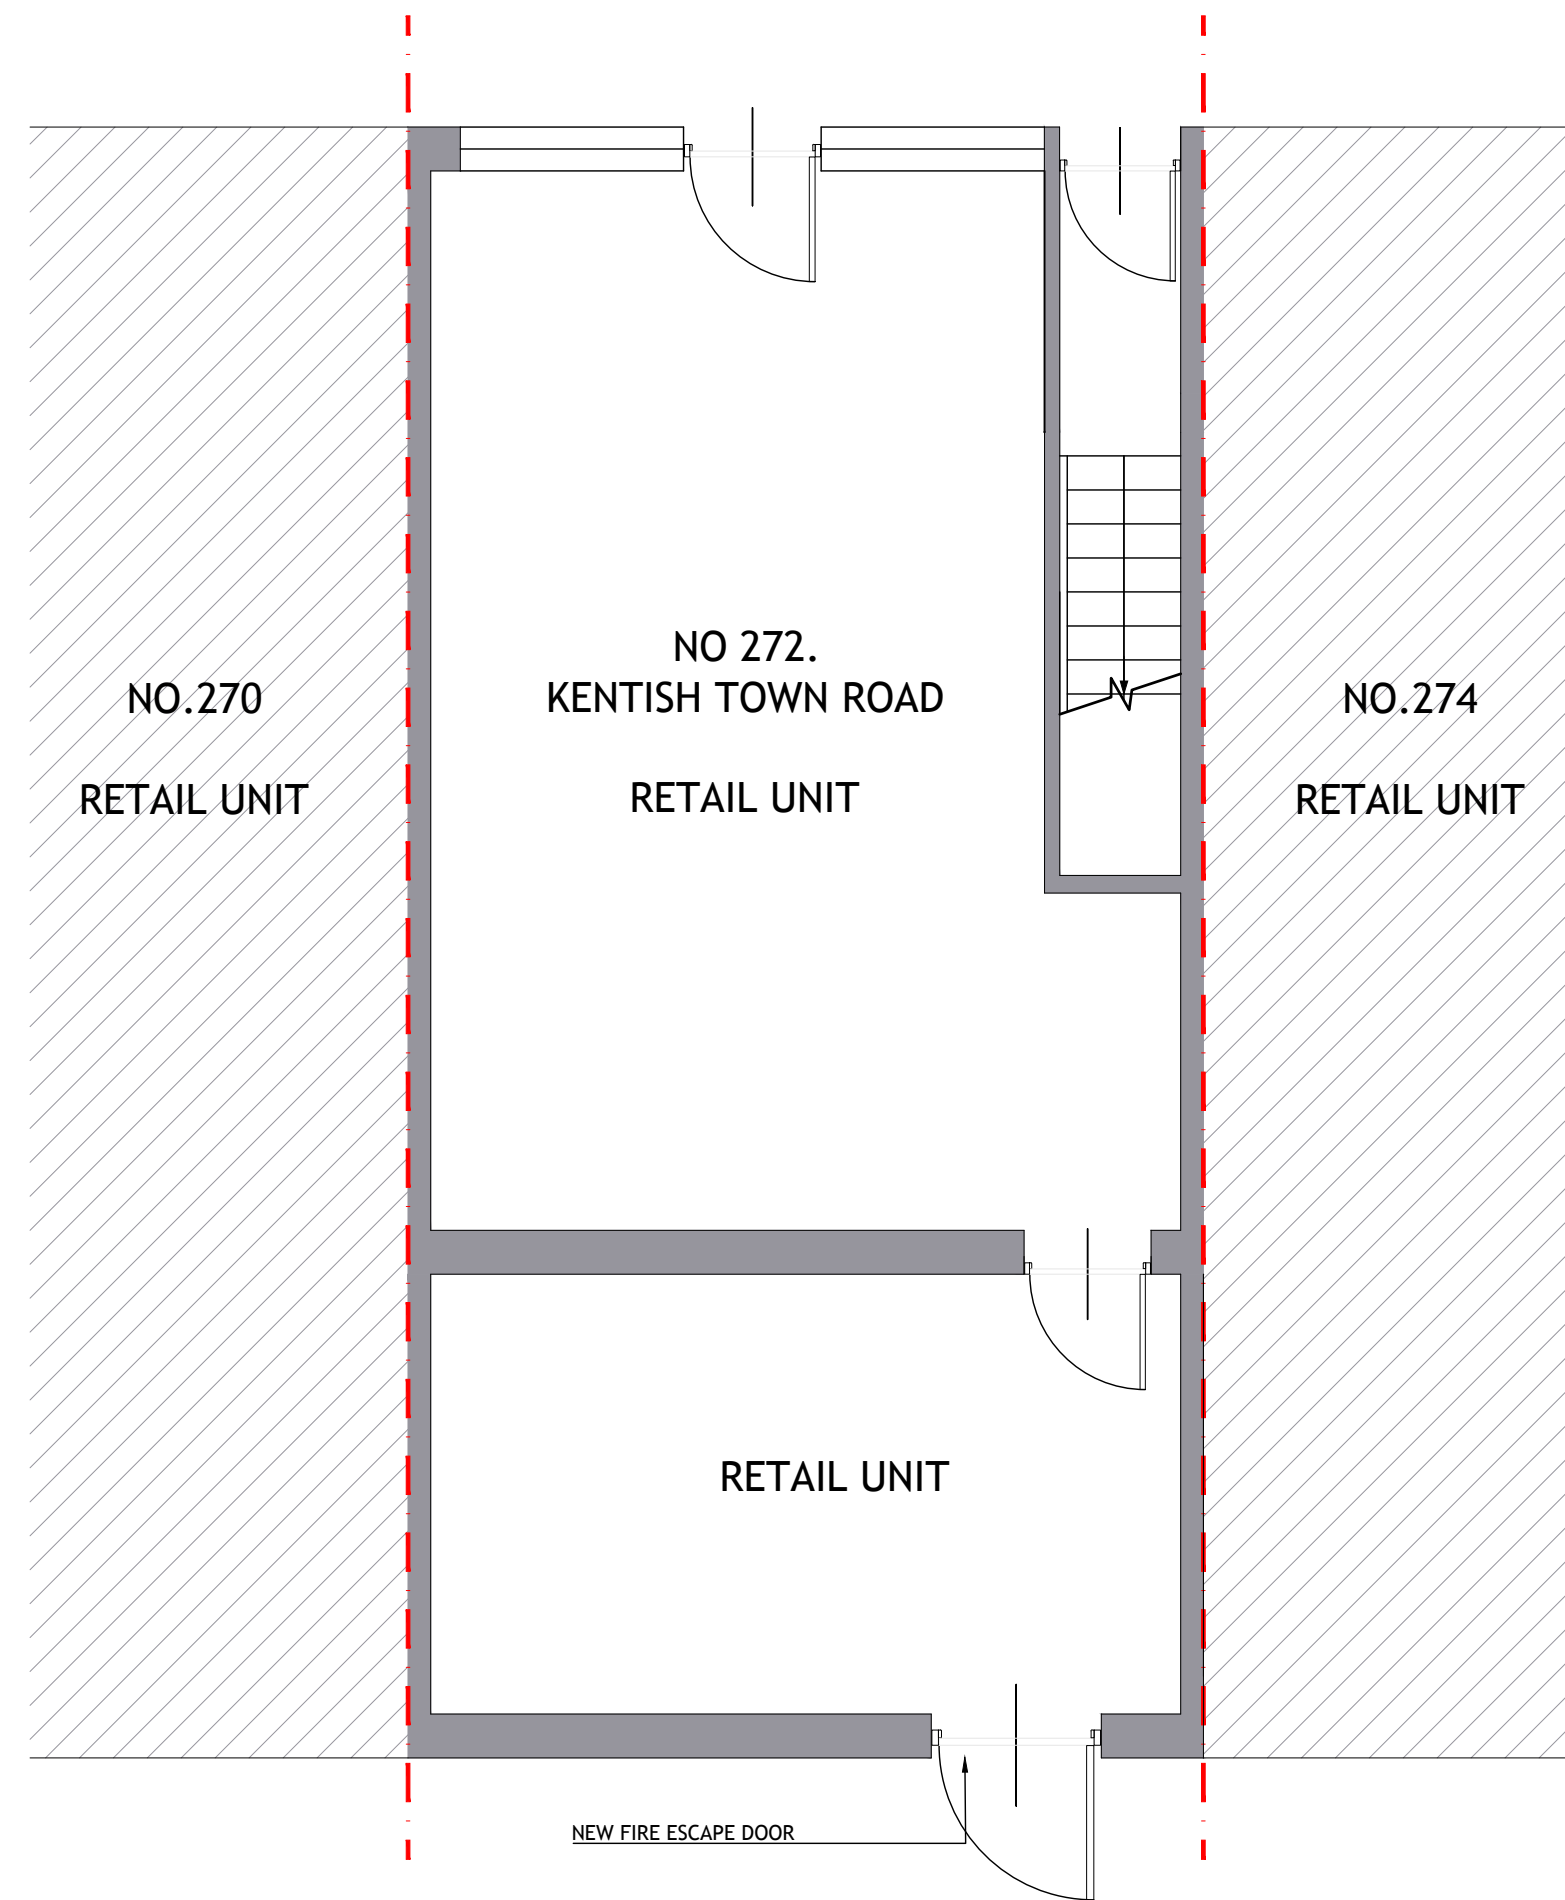 NO 272.
KENTISH TOWN ROAD
RETAIL UNIT
NO.270
RETAIL UNIT
NO.274
RETAIL UNIT
RETAIL UNIT
NEW FIRE ESCAPE DOOR